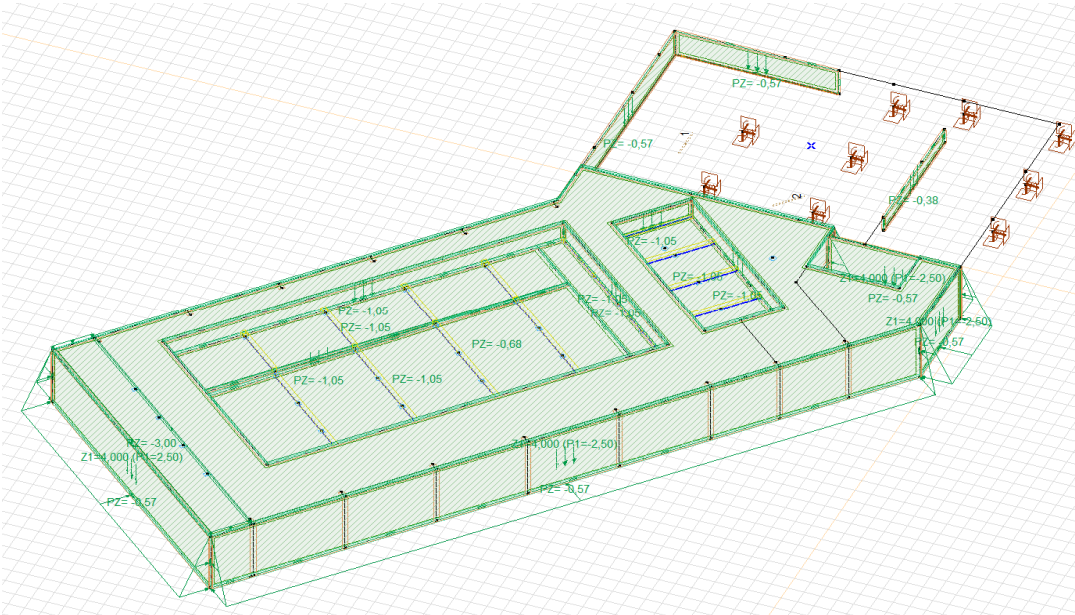 PZ= -0,57
1
PZ= -0,57
2
PZ= -0,38
PZ= -1,05
PZ= -1,05
PZ= -1,05
Z1=4,000 (P1=-2,50)
PZ= -0,57
PZ= -1,05
PZ= -1,05
PZ= -1,05
PZ= -1,05
Z1=4,000 (P1=-2,50)
PZ= -0,57
PZ= -0,68
PZ= -1,05
PZ= -1,05
PZ= -3,00
Z1=4,000 (P1=2,50)
PZ= -0,57
Z1=4,000 (P1=-2,50)
PZ= -0,57